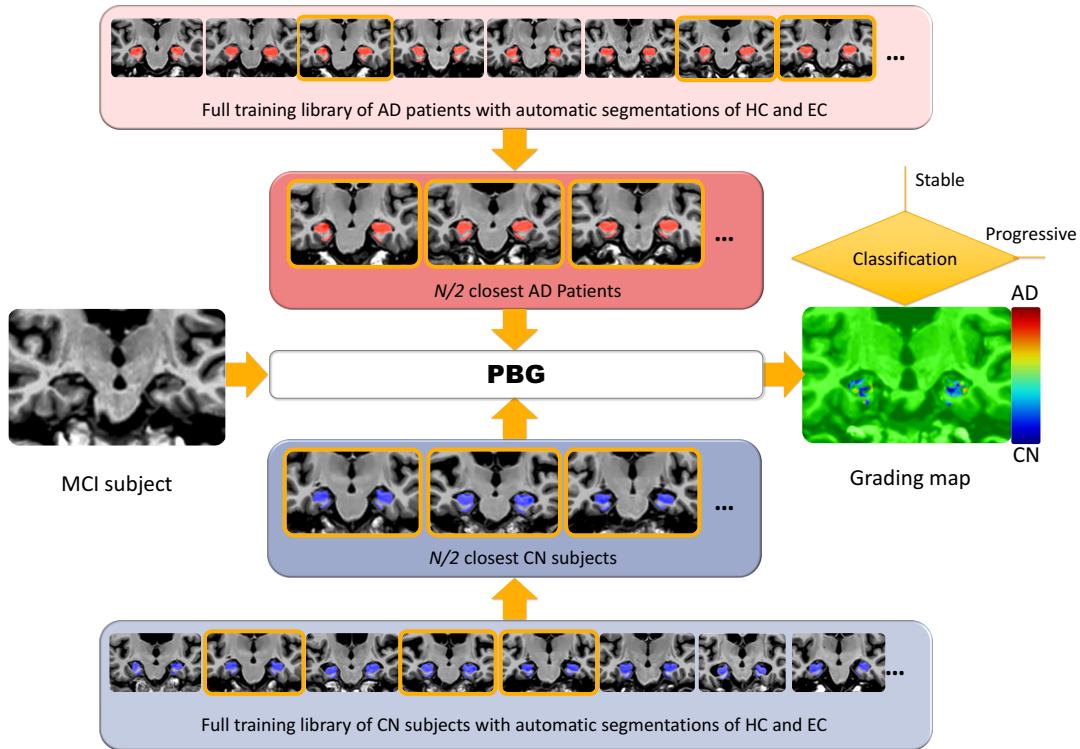 ...
Full training library of AD patients with automatic segmentations of HC and EC
...
N/2 closest AD Patients
Stable
Progressive
Classification
MCI subject
PBG
AD
CN
Grading map
...
N/2 closest CN subjects
...
Full training library of CN subjects with automatic segmentations of HC and EC